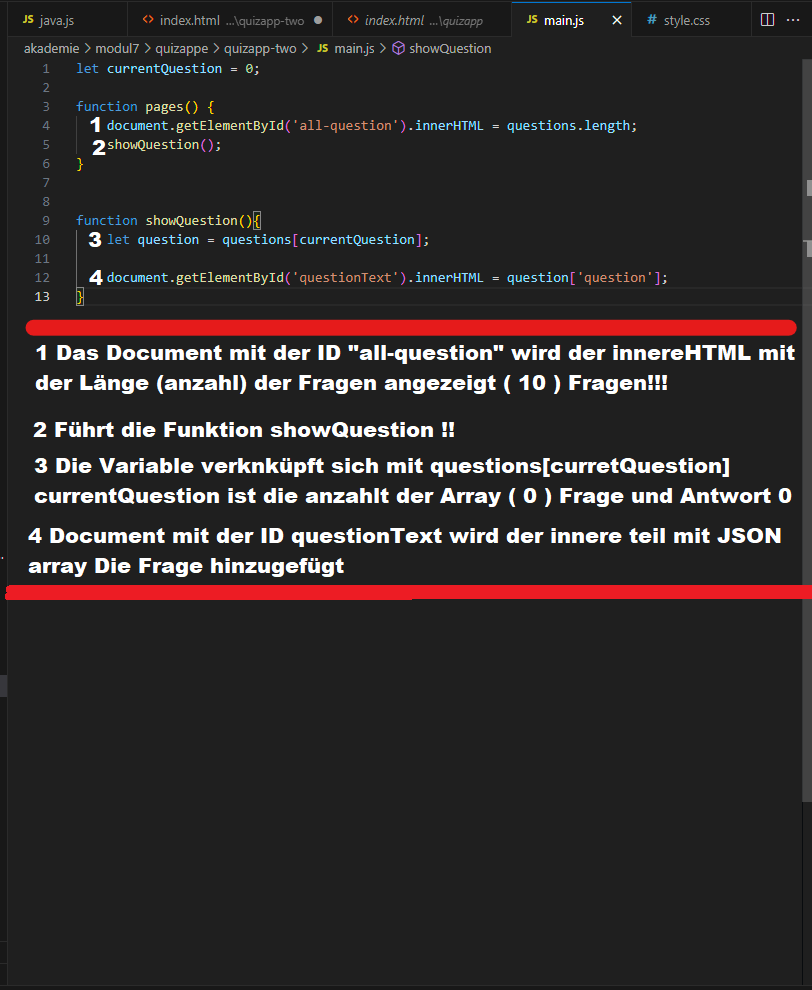 JS java.js <> index.html ...\quizapp-two ● <> index.html ...\quizapp JS main.js × # style.css ...
akademie > modul7 > quizappe > quizapp-two > JS main.js > showQuestion
1 let currentQuestion = 0;
2
3 function pages() {
4 1 document.getElementById('all-question').innerHTML = questions.length;
5 2 showQuestion();
6 }
7
8
9 function showQuestion(){
10 3 let question = questions[currentQuestion];
11
12 4 document.getElementById('questionText').innerHTML = question['question'];
13 }
1 Das Document mit der ID "all-question" wird der innereHTML mit
der Länge (anzahl) der Fragen angezeigt ( 10 ) Fragen!!!
2 Führt die Funktion showQuestion !!
3 Die Variable verknküpft sich mit questions[curretQuestion]
currentQuestion ist die anzahlt der Array ( 0 ) Frage und Antwort 0
4 Document mit der ID questionText wird der innere teil mit JSON
array Die Frage hinzugefügt